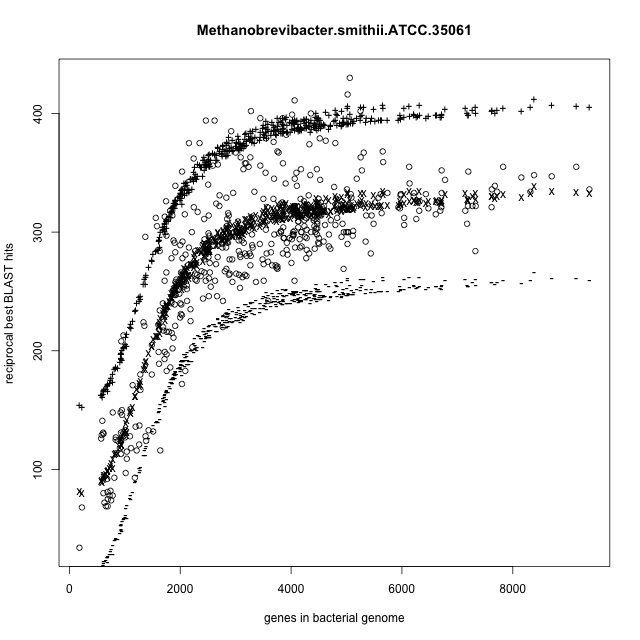 Methanobrevibacter.smithii.ATCC.35061
reciprocal best BLAST hits
400
300
200
100
0 2000 4000 6000 8000
genes in bacterial genome